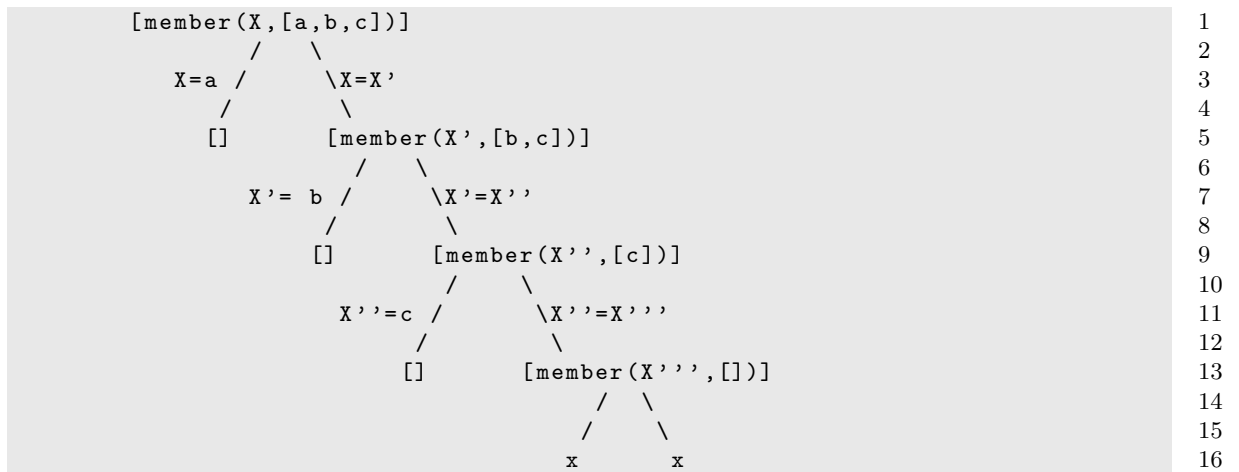 [member(X,[a,b,c])] 1
/ \ 2
X=a / \X=X' 3
/ \ 4
[] [member(X',[b,c])] 5
/ \ 6
X'= b / \X'=X'' 7
/ \ 8
[] [member(X'',[c])] 9
/ \ 10
X''=c / \X''=X''' 11
/ \ 12
[] [member(X''',[])] 13
/ \ 14
/ \ 15
x x 16